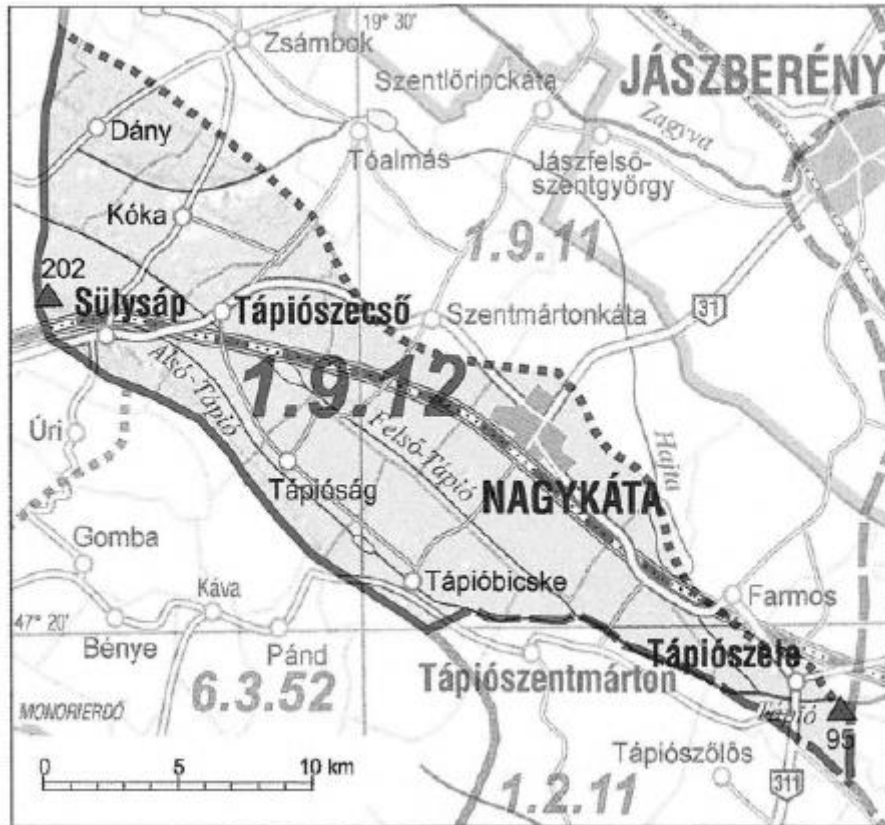 19° 30'
Zsámbok
Szentlőrinckáta
JÁSZBERÉNY
Zagyva
Dány
Tóalmás
Jászfelső-
szentgyörgy
Kóka
1.9.11
202
Sülysáp
Tápiószecső
Szentmártonkáta
31
Alsó-Tápió
1.9.12
Felső-Tápió
Hajta
Úri
Tápióság
NAGYKÁTA
Gomba
Káva
Tápióbicske
Farmos
47° 20'
Bénye
Pánd
Tápiószentmárton
Tápiószele
6.3.52
MONORIERDŐ
Tápió
95
Tápiószőlős
0 5 10 km
1.2.11
311